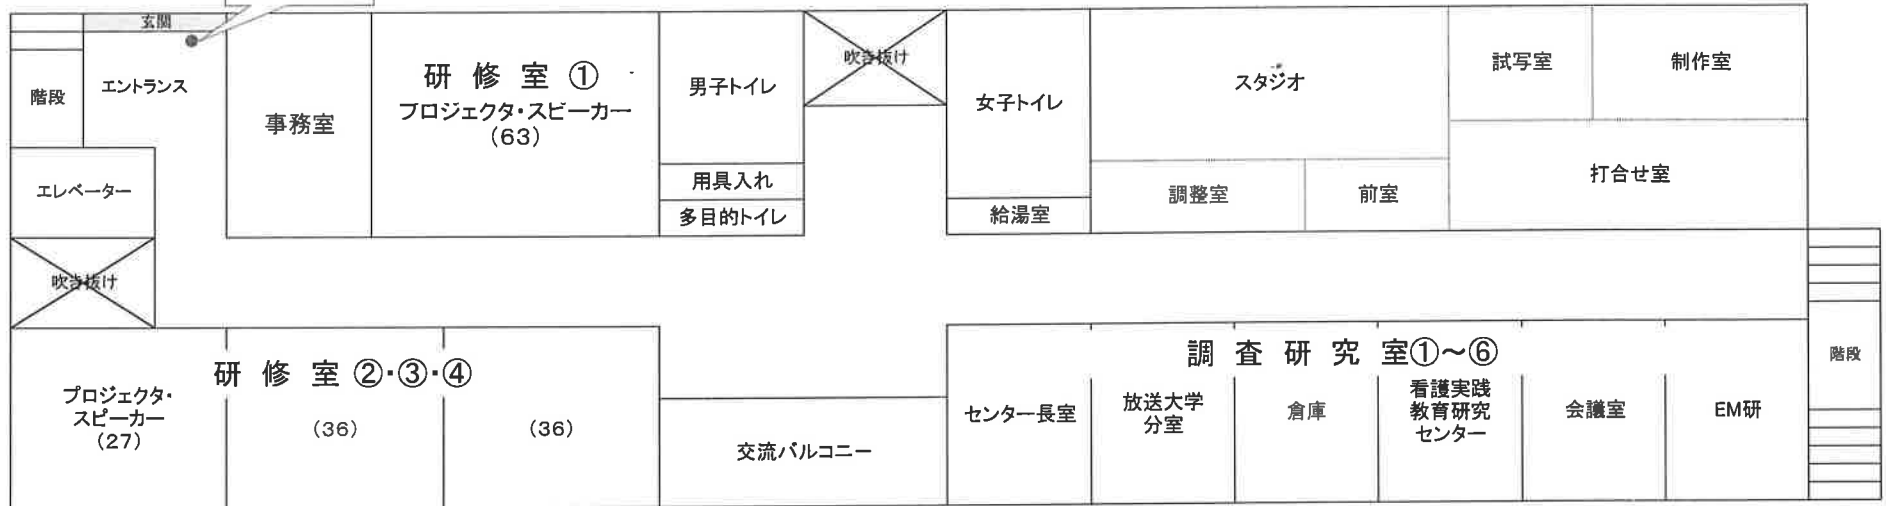 玄関
階段
エントランス
事務室
研修室①
プロジェクタ・スピーカー
(63)
男子トイレ
用具入れ
多目的トイレ
吹き抜け
女子トイレ
給湯室
スタジオ
調整室
前室
試写室
制作室
打合せ室
エレベーター
吹き抜け
研修室②・③・④
プロジェクタ・
スピーカー
(27)
(36)
(36)
交流バルコニー
調査研究室①～⑥
センター長室
放送大学
分室
倉庫
看護実践
教育研究
センター
会議室
EM研
階段